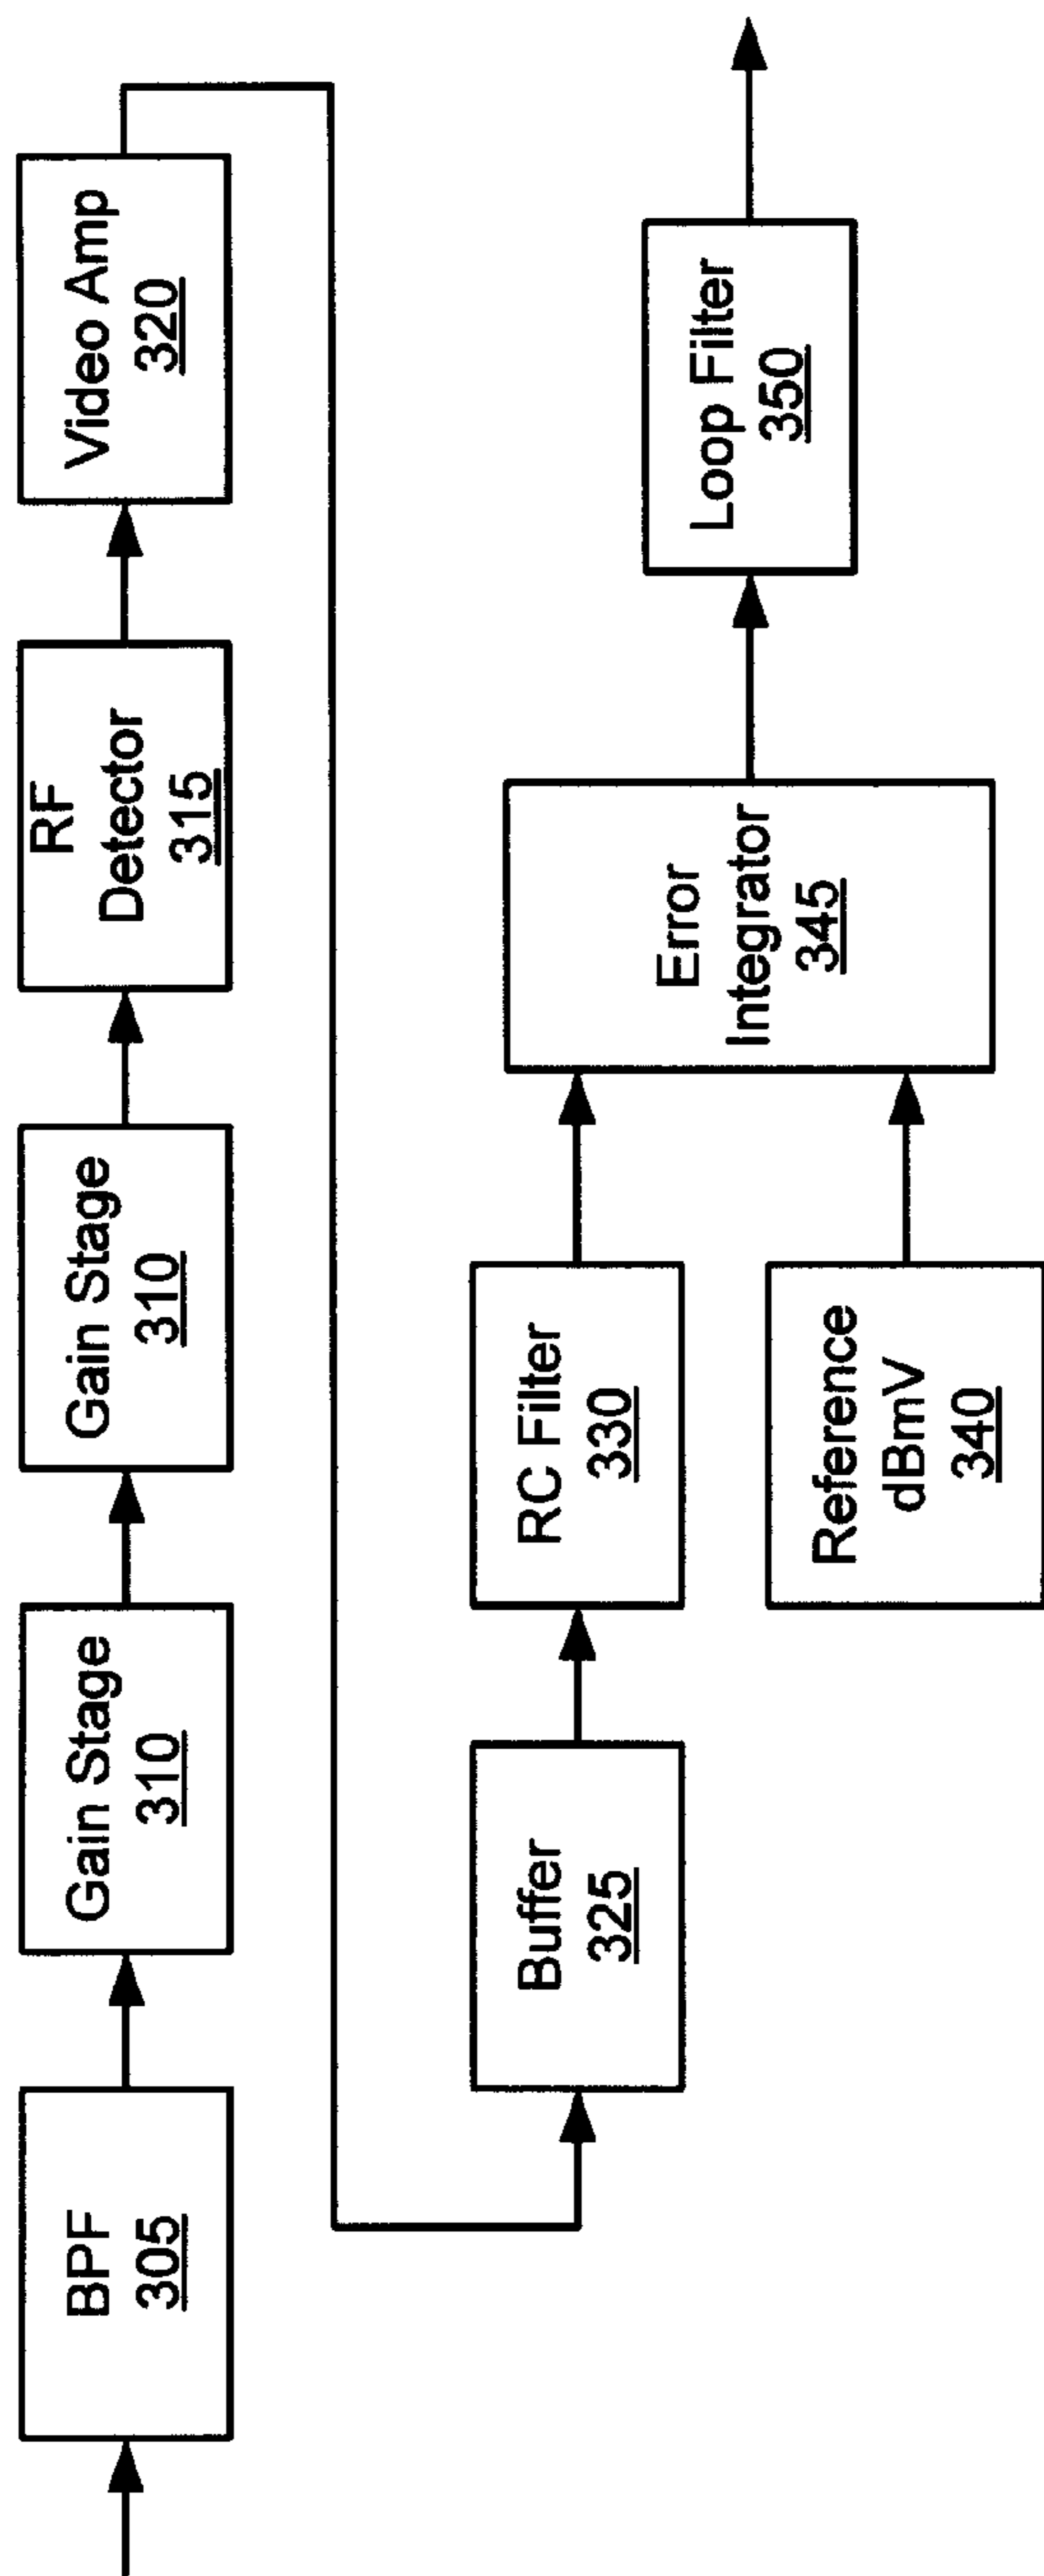 BPF
305
Gain Stage
310
Gain Stage
310
RF
Detector
315
Video Amp
320
Buffer
325
RC Filter
330
Reference
dBmV
340
Error
Integrator
345
Loop Filter
350